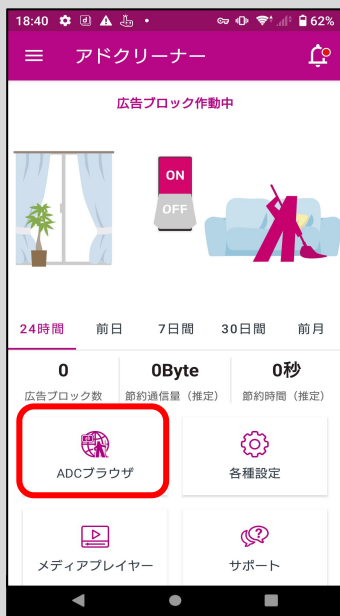 18:40 62%
アドクリーナー
広告ブロック作動中
ON
OFF
24時間 前日 7日間 30日間 前月
0 0Byte 0秒
広告ブロック数 節約通信量（推定） 節約時間（推定）
ADCブラウザ 各種設定
メディアプレイヤー サポート